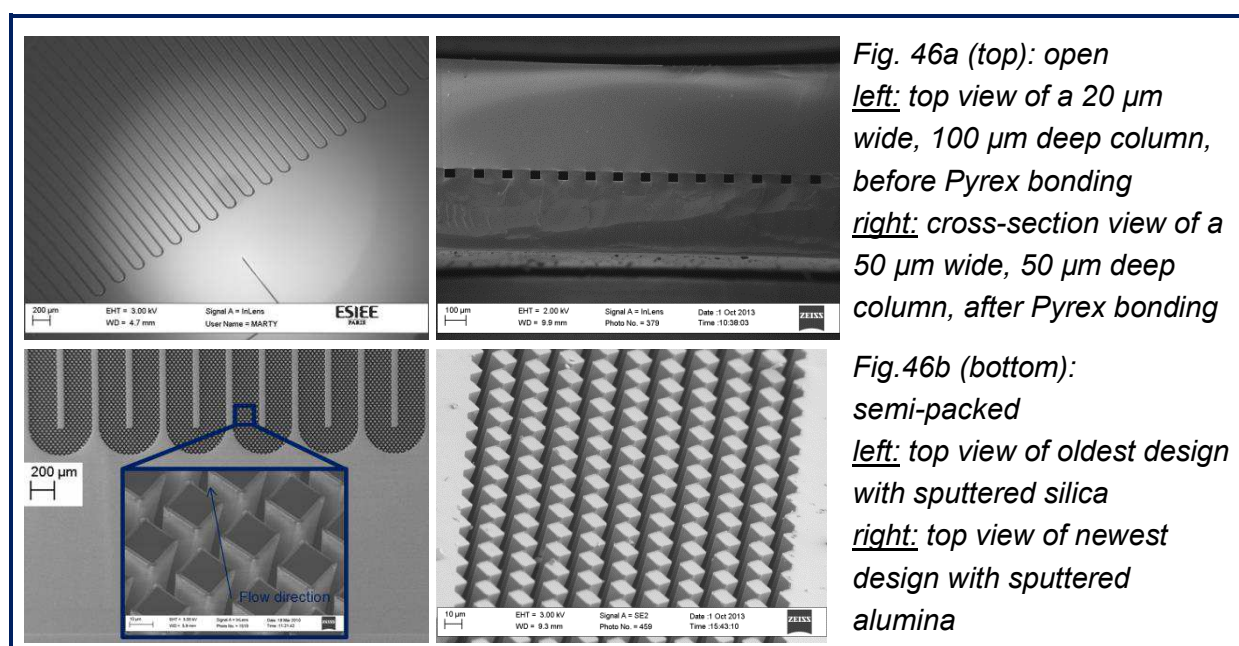 200 µm
EHT = 3.00 kV
Signal A = InLens
WD = 4.7 mm
User Name = MARTY
ESIEE
PARIS
100 µm
EHT = 2.00 kV
Signal A = InLens
Date :1 Oct 2013
WD = 9.9 mm
Photo No. = 379
Time :10:38:03
ZEISS
Fig. 46a (top): open
left: top view of a 20 µm
wide, 100 µm deep column,
before Pyrex bonding
right: cross-section view of a
50 µm wide, 50 µm deep
column, after Pyrex bonding
200 µm
Flow direction
10 µm
ZEISS
10 µm
EHT = 3.00 kV
Signal A = SE2
Date :1 Oct 2013
WD = 9.3 mm
Photo No. = 459
Time :15:43:10
ZEISS
Fig.46b (bottom):
semi-packed
left: top view of oldest design
with sputtered silica
right: top view of newest
design with sputtered
alumina